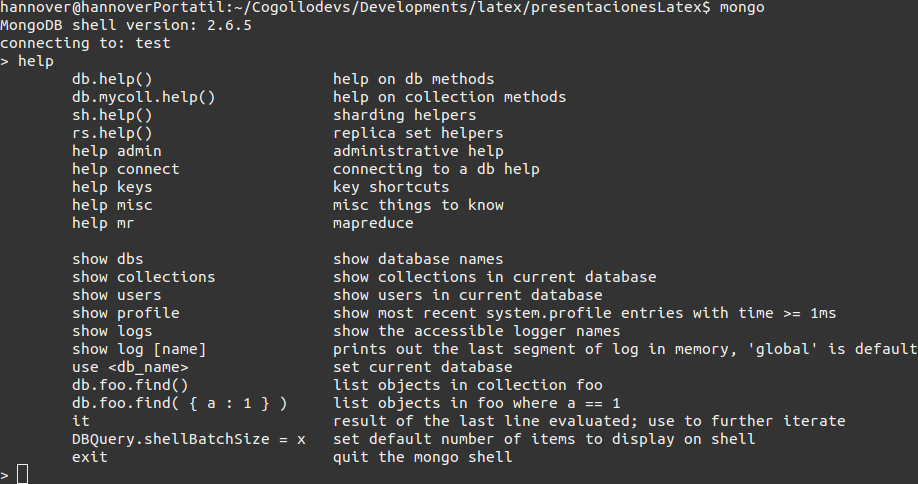 hannover@hannoverPortatil:~/Cogollodevs/Developments/latex/presentacionesLatex$ mongo
MongoDB shell version: 2.6.5
connecting to: test
> help
        db.help()                    help on db methods
        db.mycoll.help()             help on collection methods
        sh.help()                    sharding helpers
        rs.help()                    replica set helpers
        help admin                   administrative help
        help connect                 connecting to a db help
        help keys                    key shortcuts
        help misc                    misc things to know
        help mr                      mapreduce

        show dbs                     show database names
        show collections             show collections in current database
        show users                   show users in current database
        show profile                 show most recent system.profile entries with time >= 1ms
        show logs                    show the accessible logger names
        show log [name]              prints out the last segment of log in memory, 'global' is default
        use <db_name>                set current database
        db.foo.find()                list objects in collection foo
        db.foo.find( { a : 1 } )     list objects in foo where a == 1
        it                           result of the last line evaluated; use to further iterate
        DBQuery.shellBatchSize = x   set default number of items to display on shell
        exit                         quit the mongo shell
>